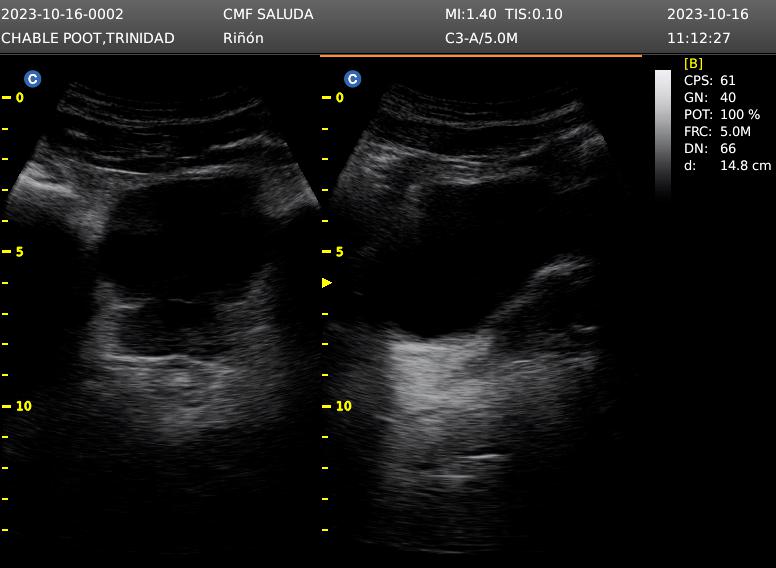 2023-10-16-0002 CMF SALUDA MI:1.40 TIS:0.10 2023-10-16
CHABLE POOT,TRINIDAD Riñón C3-A/5.0M 11:12:27
C C [B]
0 0 CPS: 61
GN: 40
POT: 100 %
FRC: 5.0M
DN: 66
d: 14.8 cm
5 5
10 10